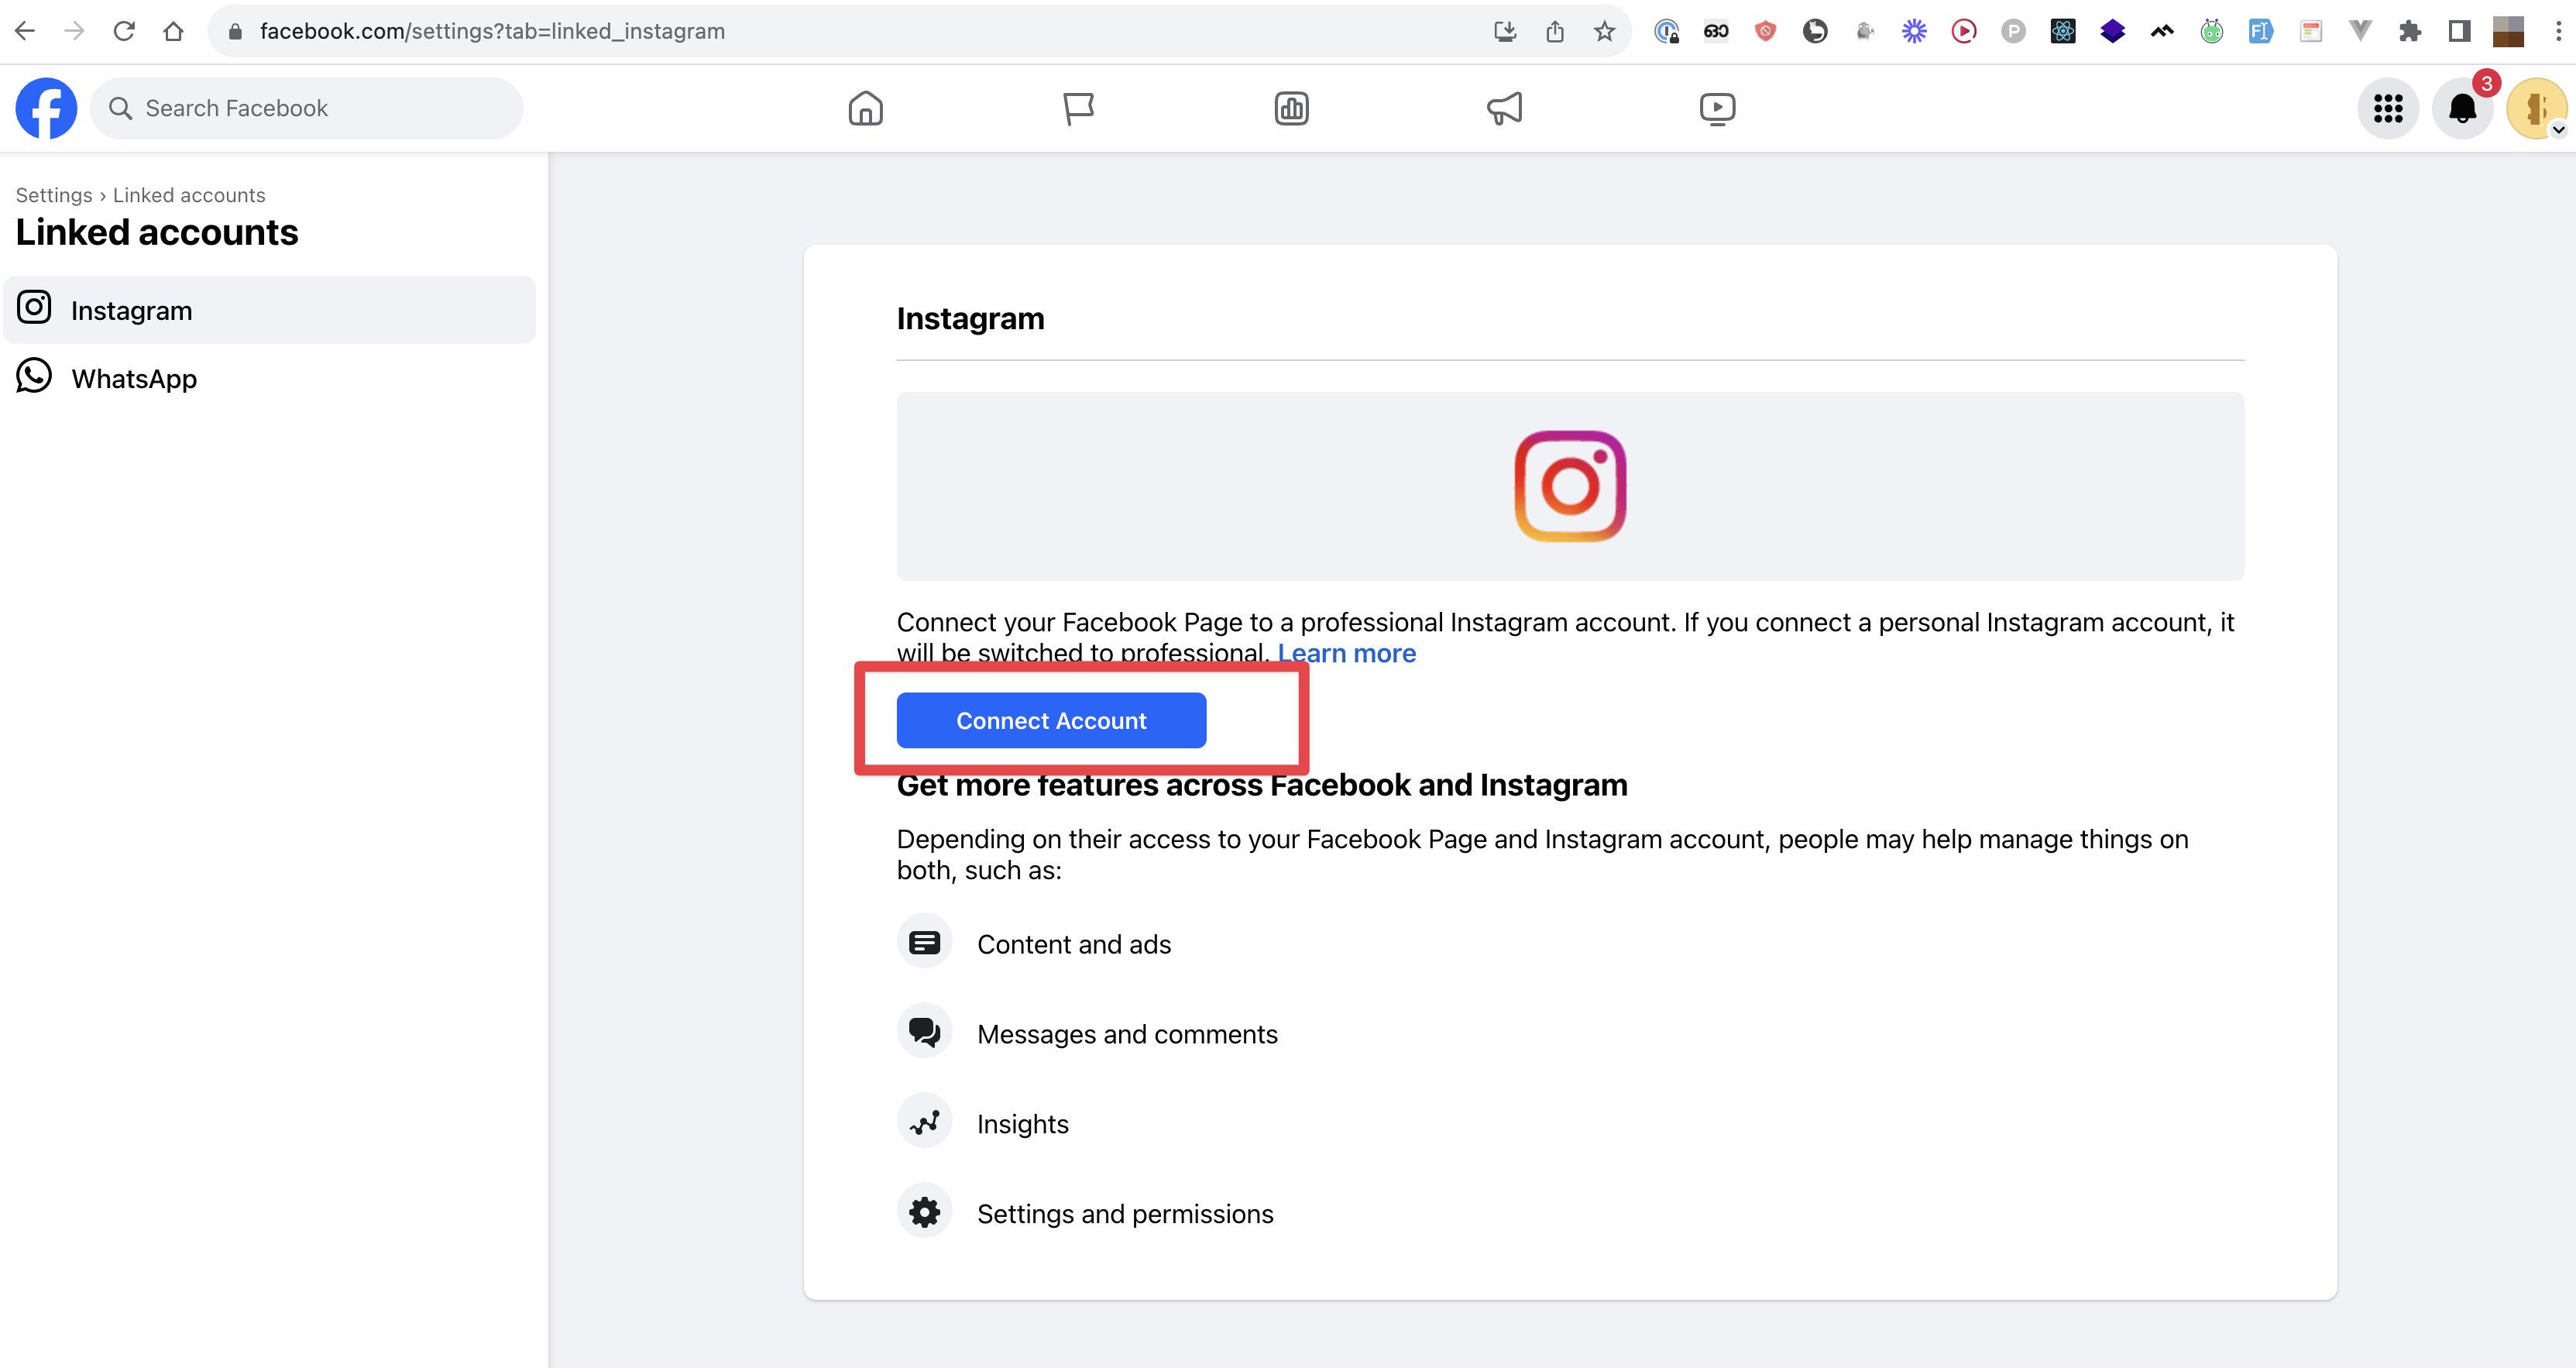 facebook.com/settings?tab=linked_instagram
Search Facebook
3
Settings › Linked accounts
Linked accounts
Instagram
WhatsApp
Instagram
Connect your Facebook Page to a professional Instagram account. If you connect a personal Instagram account, it
will be switched to professional. Learn more
Connect Account
Get more features across Facebook and Instagram
Depending on their access to your Facebook Page and Instagram account, people may help manage things on
both, such as:
Content and ads
Messages and comments
Insights
Settings and permissions